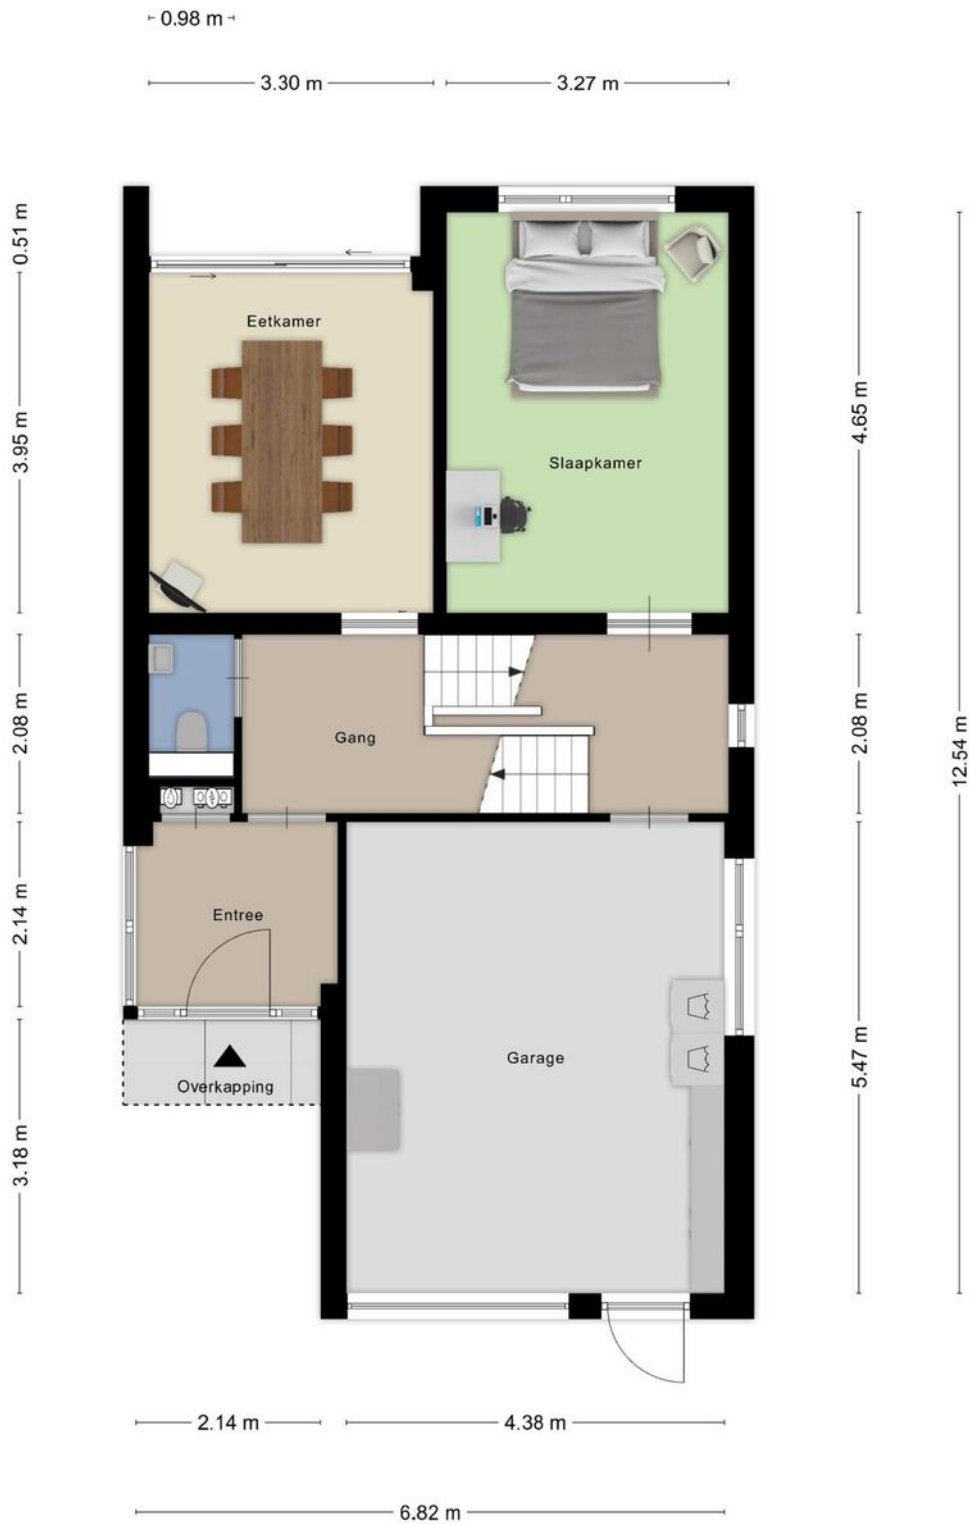 0.98 m
3.30 m
3.27 m
0.51 m
3.95 m
2.08 m
2.14 m
3.18 m
Eetkamer
Slaapkamer
Gang
Entree
Overkapping
Garage
4.65 m
2.08 m
5.47 m
12.54 m
2.14 m
4.38 m
6.82 m